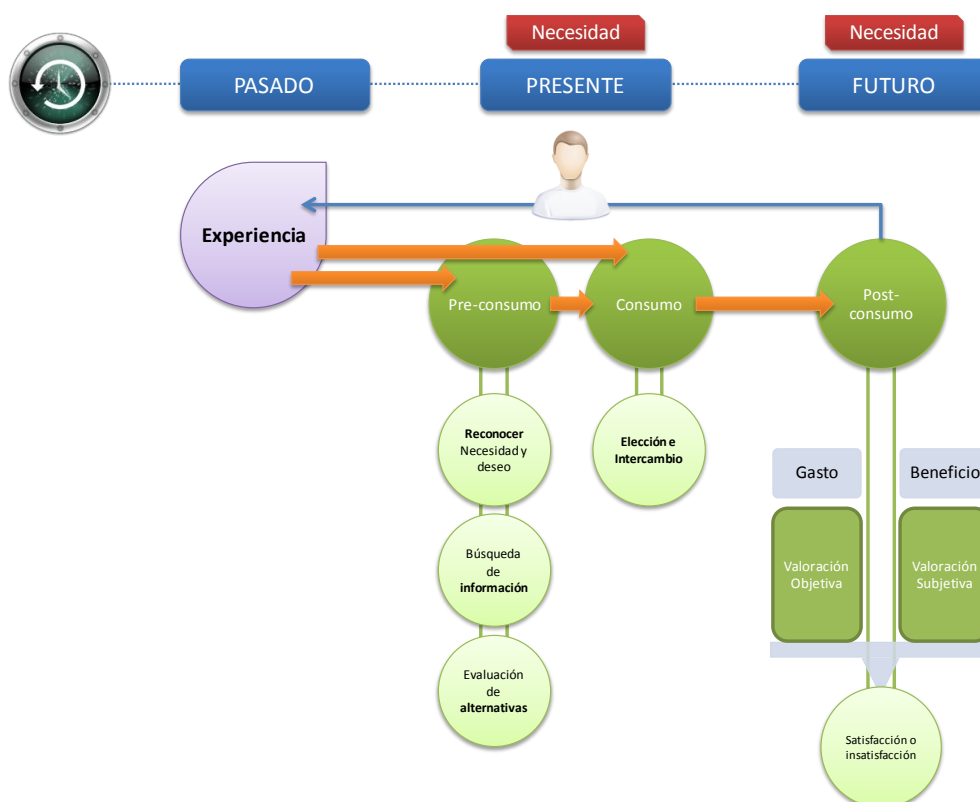 Necesidad
Necesidad
PASADO
PRESENTE
FUTURO
Experiencia
Pre-consumo
Consumo
Post-
consumo
Reconocer
Necesidad y
deseo
Elección e
Intercambio
Búsqueda
de
información
Evaluación
de
alternativas
Gasto
Beneficio
Valoración
Objetiva
Valoración
Subjetiva
Satisfacción o
insatisfacción